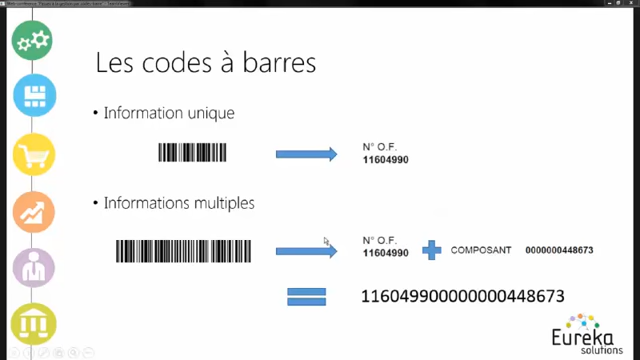 Les codes à barres
• Information unique
N° O.F.
11604990
• Informations multiples
N° O.F.
11604990
COMPOSANT 0000000448673
116049900000000448673
Eureka
solutions